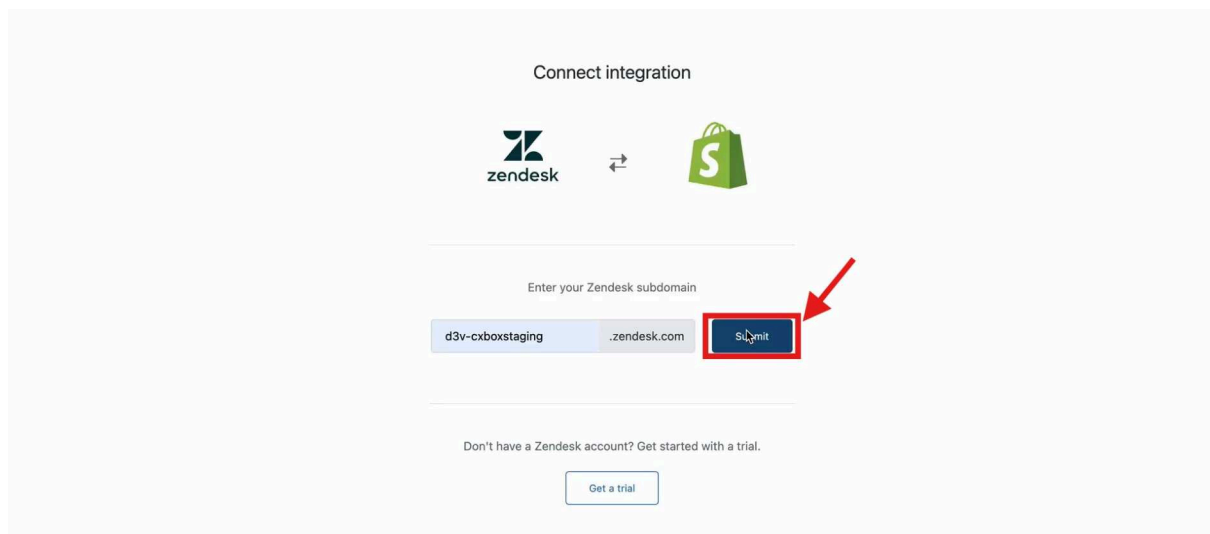 Connect integration
zendesk
S
Enter your Zendesk subdomain
d3v-cxboxstaging .zendesk.com Submit
Don't have a Zendesk account? Get started with a trial.
Get a trial